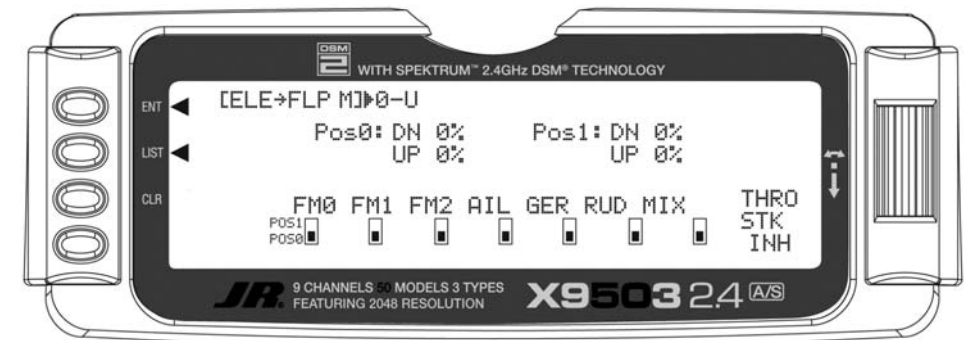 DSM
2 WITH SPEKTRUM™ 2.4GHz DSM® TECHNOLOGY
ENT
LIST
CLR
[ELE→FLP M]▶0-U
Pos0: DN 0% Pos1: DN 0%
UP 0% UP 0%
FM0 FM1 FM2 AIL GER RUD MIX THRO
POS1 STK
POS0 INH
JR. 9 CHANNELS 50 MODELS 3 TYPES
FEATURING 2048 RESOLUTION
X9503 2.4 A/S